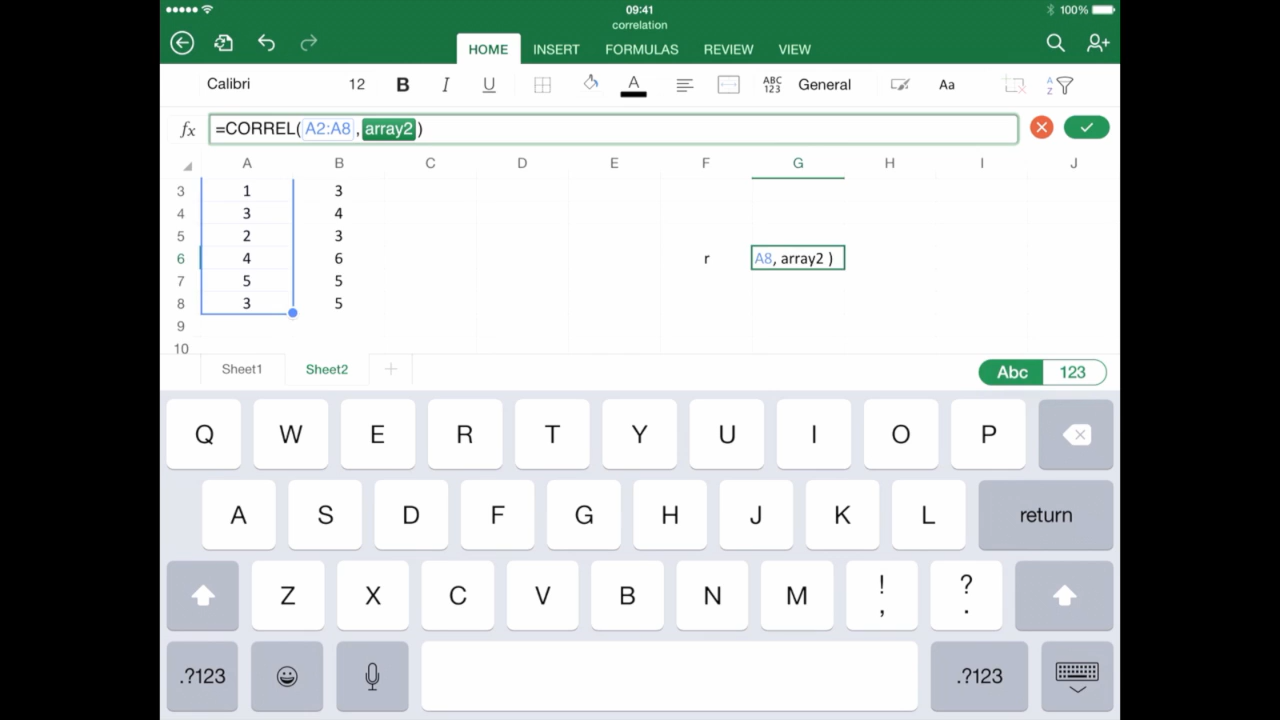 09:41
100%
correlation
HOME INSERT FORMULAS REVIEW VIEW
Calibri 12 B I U A ABC 123 General Aa A Z
fx =CORREL( A2:A8 , array2 )
A B C D E F G H I J
3 1 3
4 3 4
5 2 3
6 4 6 r A8, array2 )
7 5 5
8 3 5
9
10
Sheet1 Sheet2 + Abc 123
Q W E R T Y U I O P
A S D F G H J K L return
Z X C V B N M ! , ? .
.?123 .?123